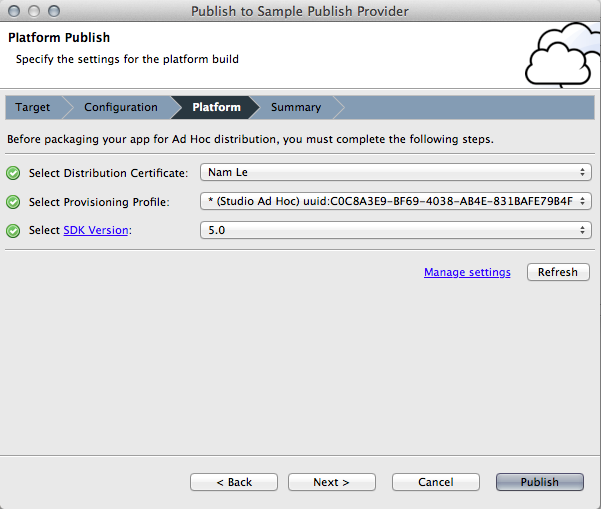 Publish to Sample Publish Provider
Platform Publish
Specify the settings for the platform build
Target Configuration Platform Summary
Before packaging your app for Ad Hoc distribution, you must complete the following steps.
Select Distribution Certificate: Nam Le
Select Provisioning Profile: * (Studio Ad Hoc) uuid:C0C8A3E9-BF69-4038-AB4E-831BAFE79B4F
Select SDK Version: 5.0
Manage settings Refresh
< Back Next > Cancel Publish